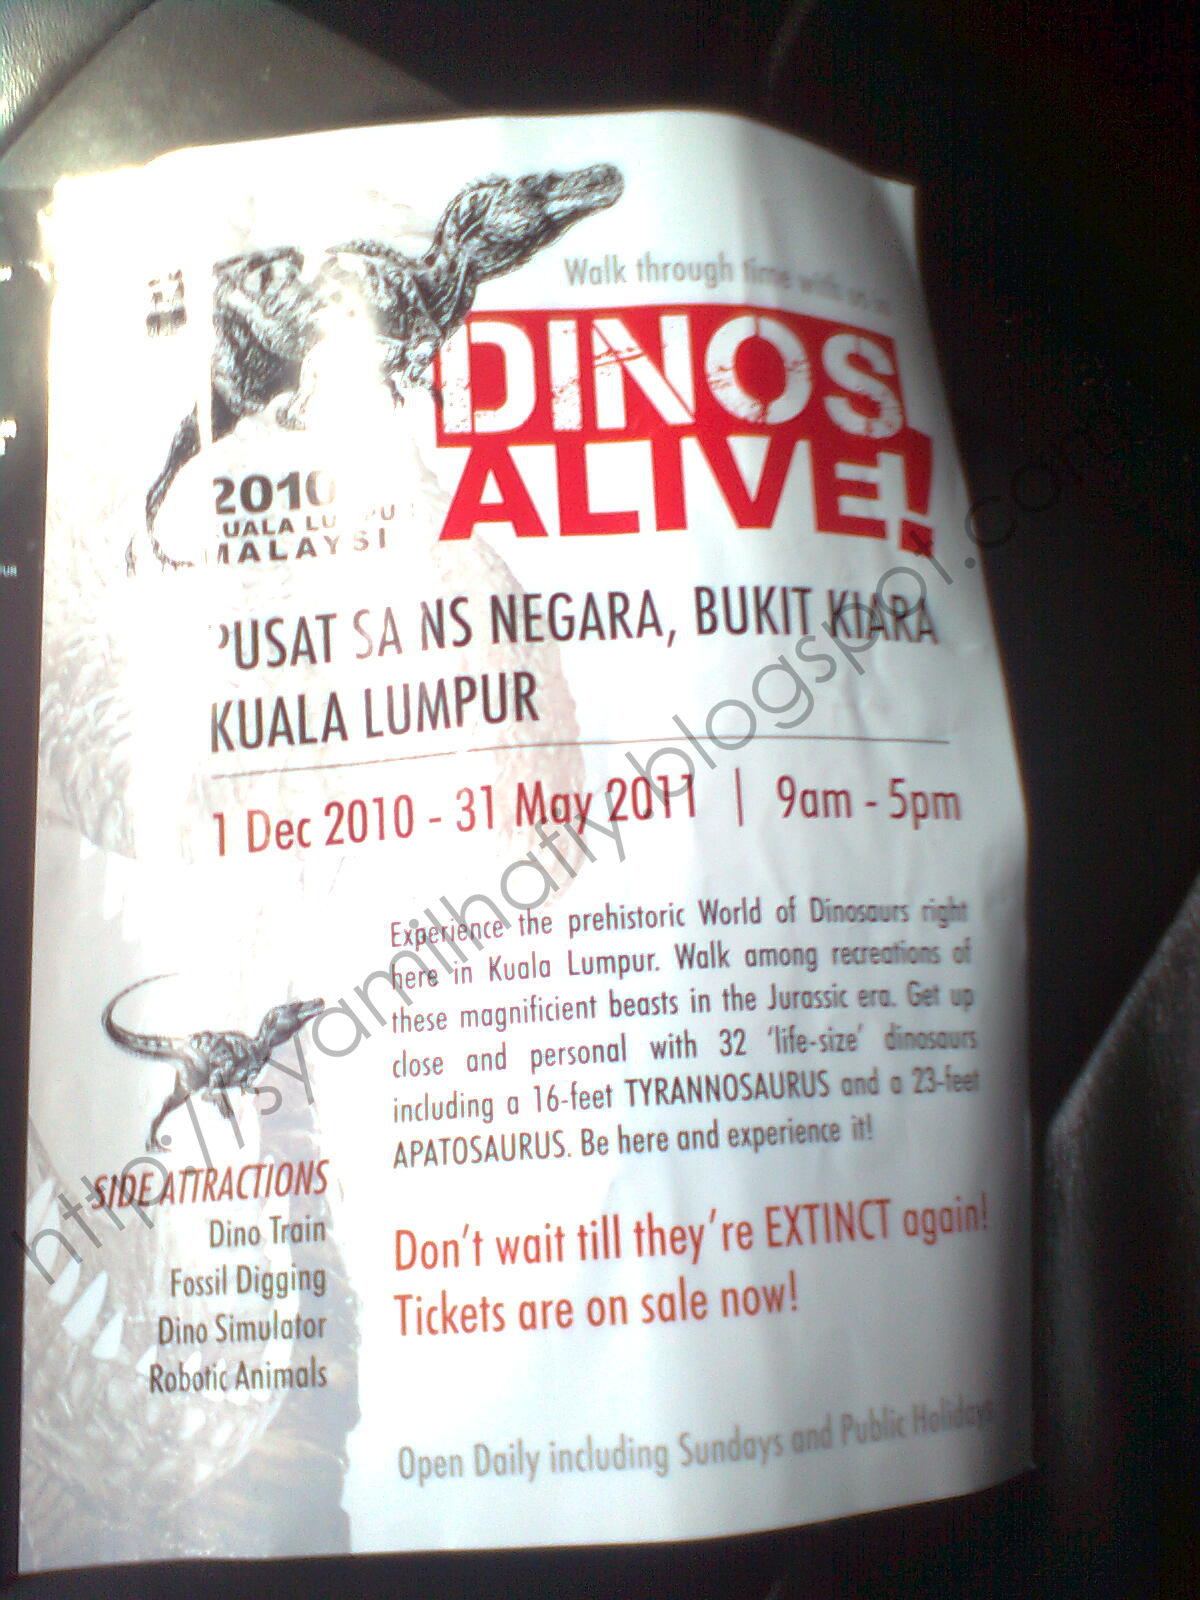 Walk through time with us in
DINOS
ALIVE!
2010
MALAYSI
PUSAT SAINS NEGARA, BUKIT KIARA
KUALA LUMPUR
1 Dec 2010 - 31 May 2011 | 9am - 5pm
Experience the prehistoric World of Dinosaurs right
here in Kuala Lumpur. Walk among recreations of
these magnificient beasts in the Jurassic era. Get up
close and personal with 32 'life-size' dinosaurs
including a 16-feet TYRANNOSAURUS and a 23-feet
APATOSAURUS. Be here and experience it!
SIDE ATTRACTIONS
Dino Train
Fossil Digging
Dino Simulator
Robotic Animals
Don't wait till they're EXTINCT again!
Tickets are on sale now!
Open Daily including Sundays and Public Holidays
http://syamilhafiy.blogspot.com